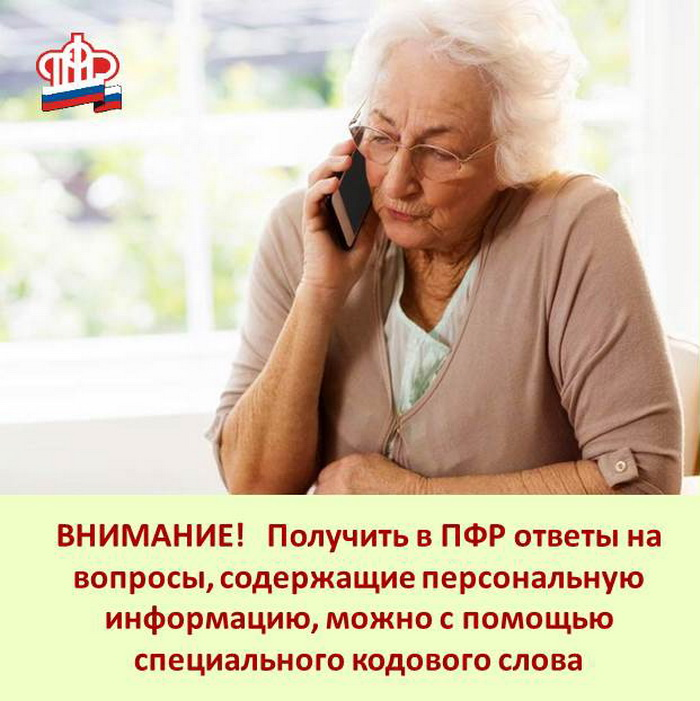 ПФР
ВНИМАНИЕ! Получить в ПФР ответы на
вопросы, содержащие персональную
информацию, можно с помощью
специального кодового слова